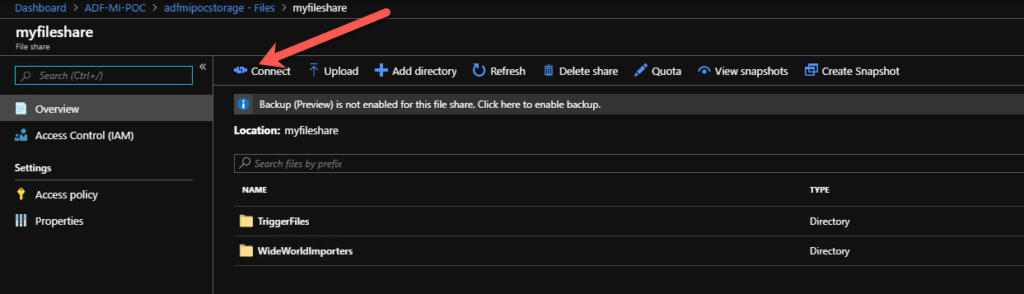 Dashboard > ADF-MI-POC > adfmipocstorage - Files > myfileshare
myfileshare
File share
Search (Ctrl+/)
«
Connect Upload Add directory Refresh Delete share Quota View snapshots Create Snapshot
Overview
Backup (Preview) is not enabled for this file share. Click here to enable backup.
Access Control (IAM)
Location: myfileshare
Settings
Search files by prefix
Access policy
NAME TYPE
Properties
TriggerFiles Directory
WideWorldImporters Directory